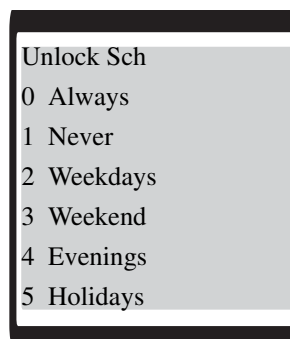 Unlock Sch
0 Always
1 Never
2 Weekdays
3 Weekend
4 Evenings
5 Holidays